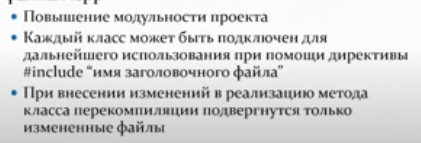 • Повышение модульности проекта
• Каждый класс может быть подключен для
дальнейшего использования при помощи директивы
#include “имя заголовочного файла”
• При внесении изменений в реализацию метода
класса перекомпиляции подвергнутся только
измененные файлы